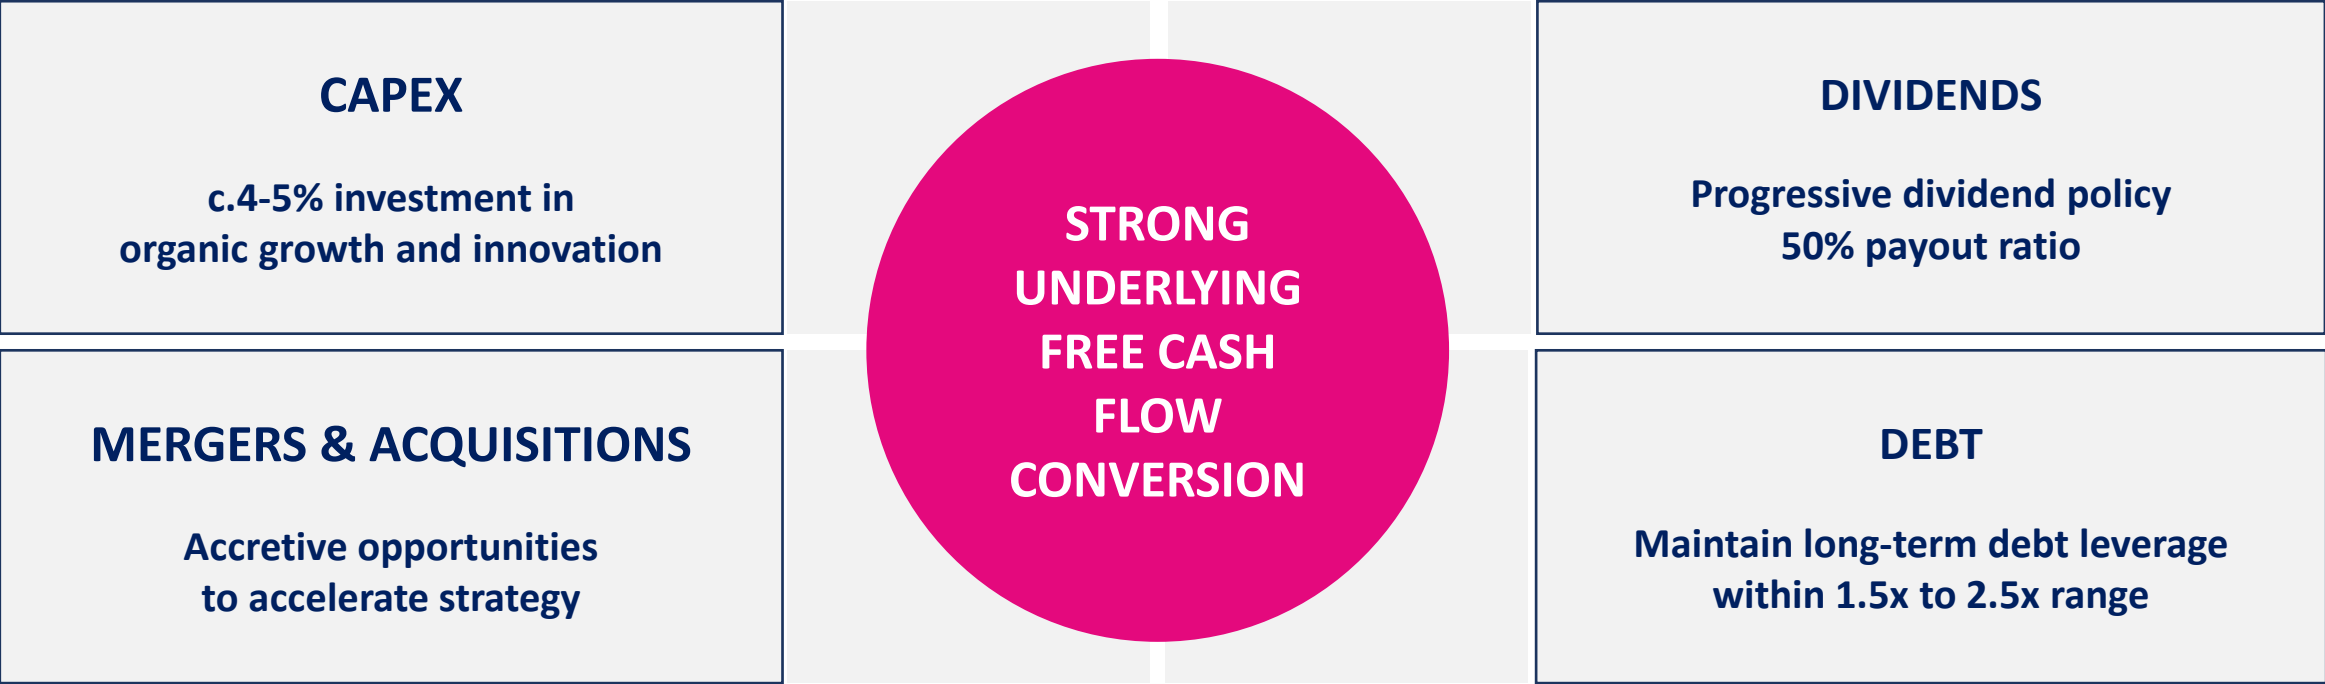 CAPEX
c.4-5% investment in
organic growth and innovation
MERGERS & ACQUISITIONS
Accretive opportunities
to accelerate strategy
STRONG
UNDERLYING
FREE CASH
FLOW
CONVERSION
DIVIDENDS
Progressive dividend policy
50% payout ratio
DEBT
Maintain long-term debt leverage
within 1.5x to 2.5x range